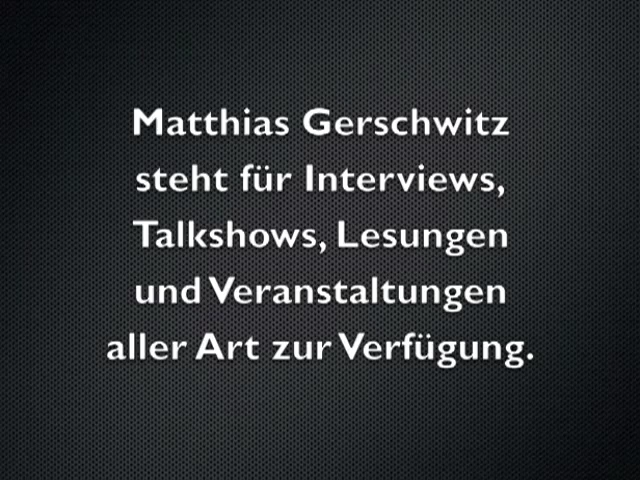 Matthias Gerschwitz
steht für Interviews,
Talkshows, Lesungen
und Veranstaltungen
aller Art zur Verfügung.